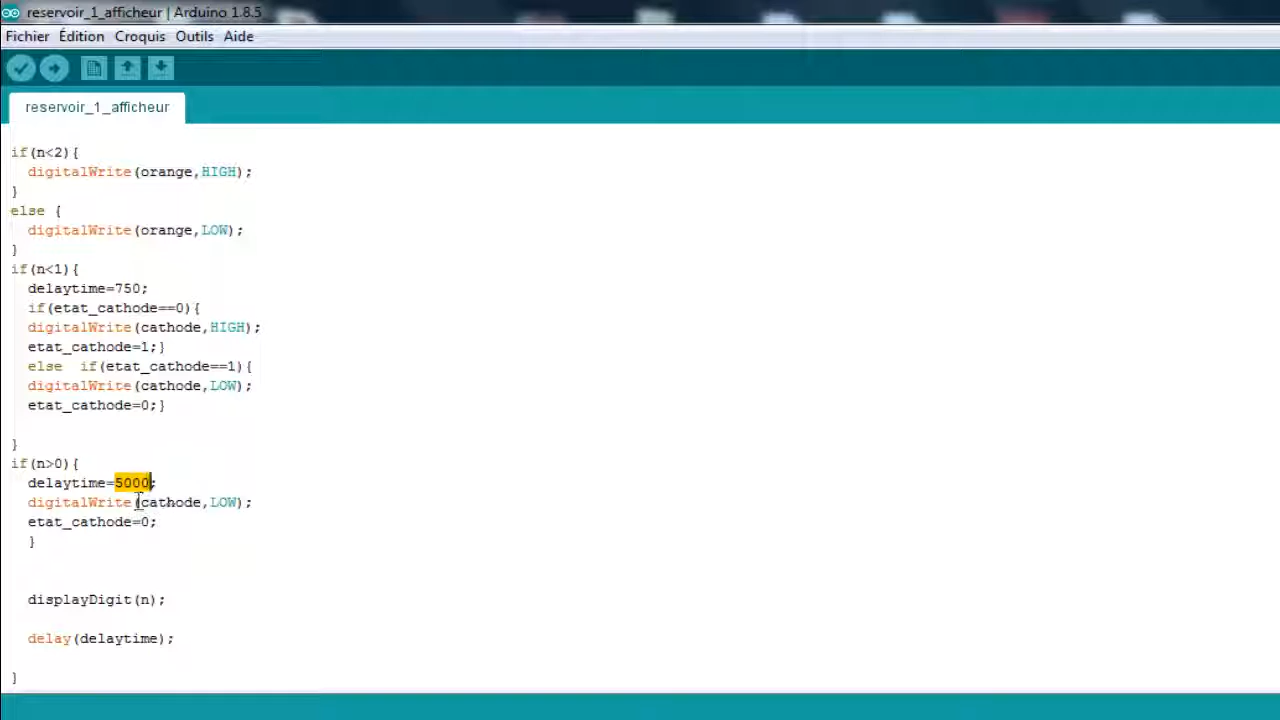 reservoir_1_afficheur | Arduino 1.8.5
Fichier Édition Croquis Outils Aide
reservoir_1_afficheur
if(n<2){
digitalWrite(orange,HIGH);
}
else {
digitalWrite(orange,LOW);
}
if(n<1){
delaytime=750;
if(etat_cathode==0){
digitalWrite(cathode,HIGH);
etat_cathode=1;}
else  if(etat_cathode==1){
digitalWrite(cathode,LOW);
etat_cathode=0;}
}
if(n>0){
delaytime=5000;
digitalWrite(cathode,LOW);
etat_cathode=0;
}
displayDigit(n);
delay(delaytime);
}